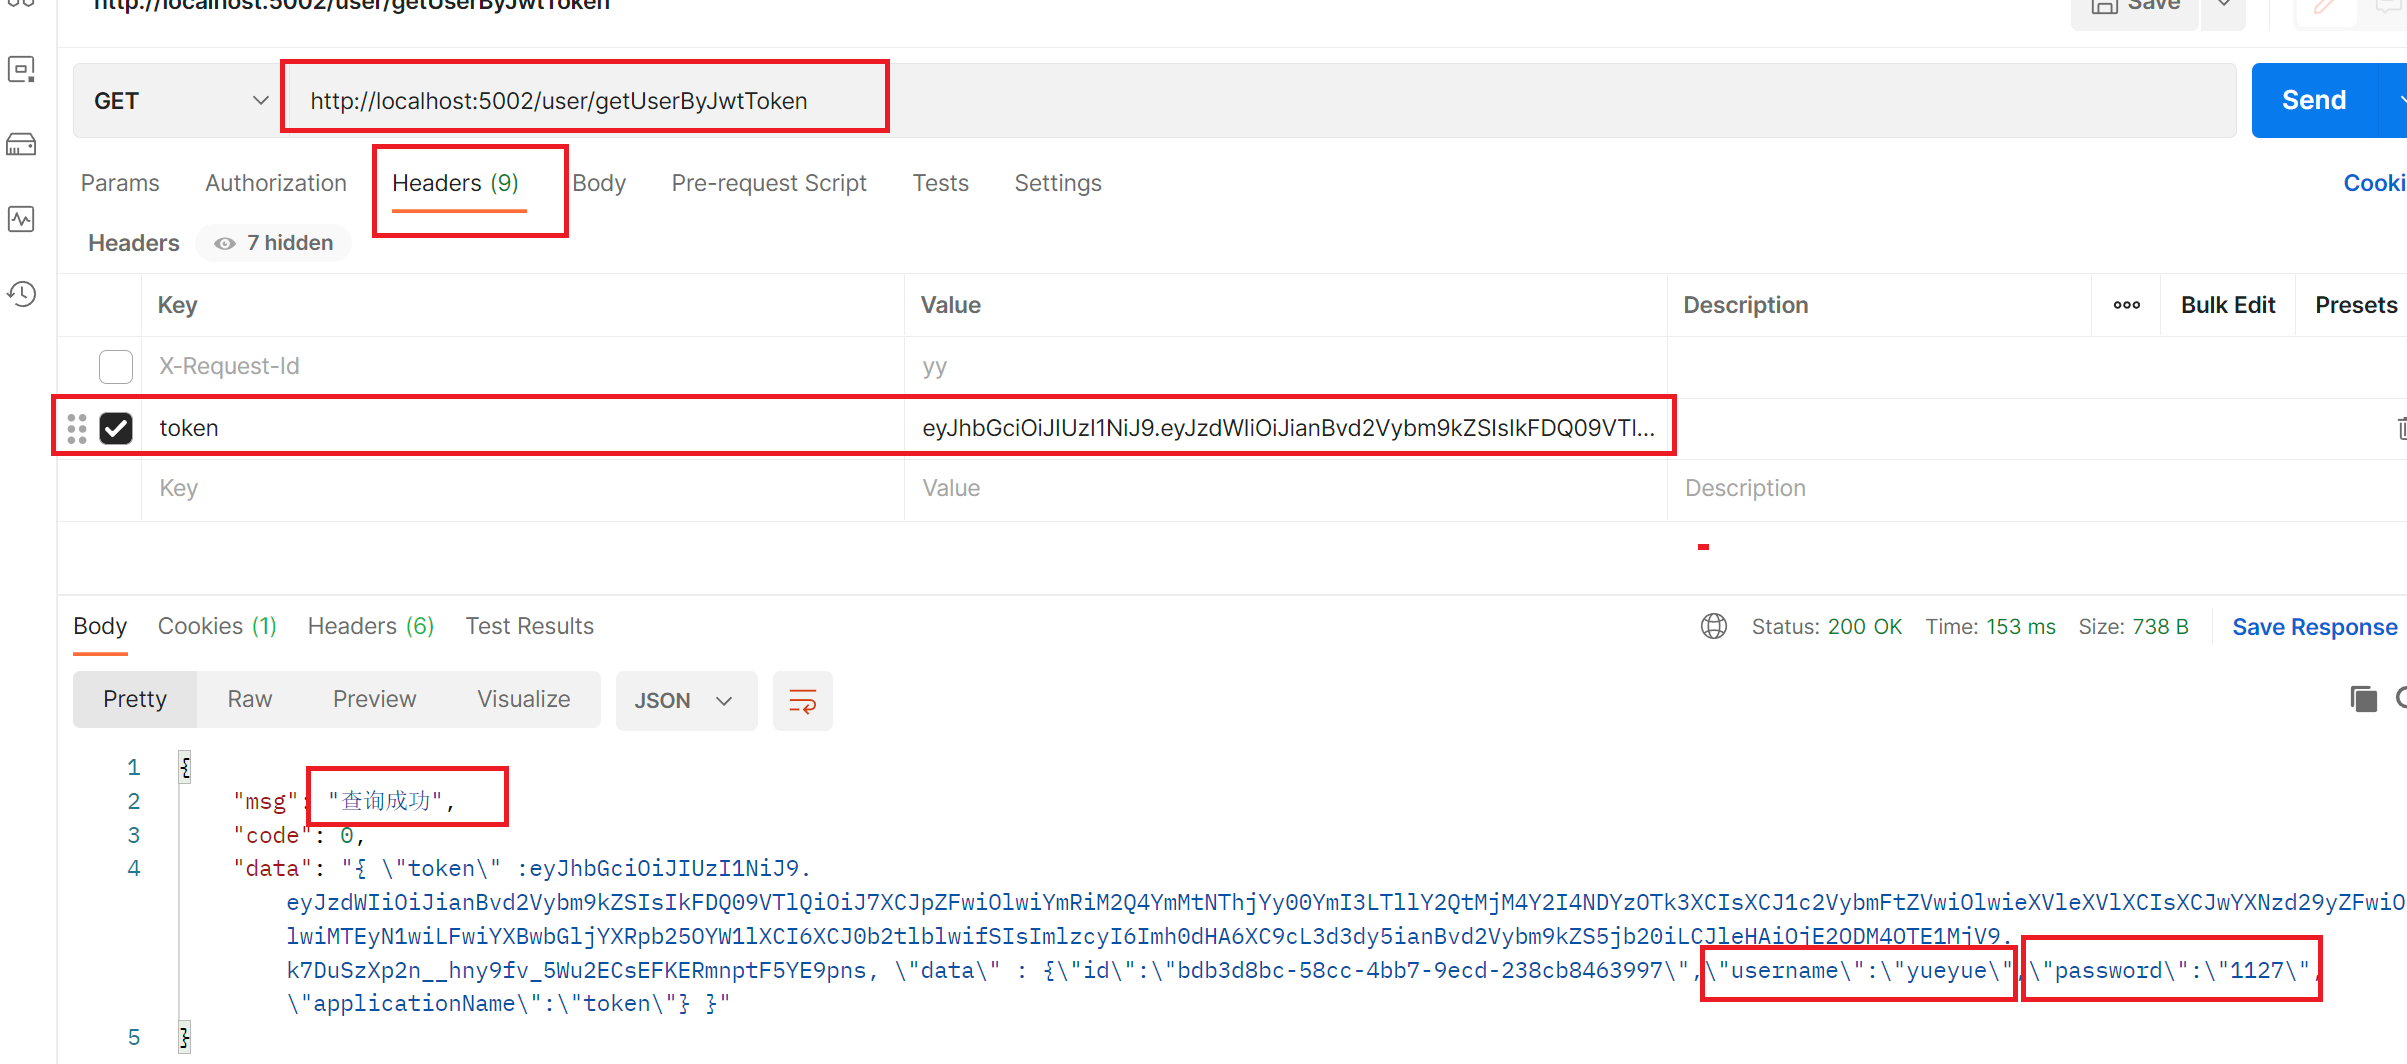 http://localhost:5002/user/getUserByJwtToken
Save
GET
http://localhost:5002/user/getUserByJwtToken
Send
Params Authorization Headers (9) Body Pre-request Script Tests Settings
Cooki
Headers 7 hidden
Key Value Description ooo Bulk Edit Presets
X-Request-Id yy
token eyJhbGciOiJIUzI1NiJ9.eyJzdWIiOiJianBvd2Vybm9kZSIsIkFDQ09VTl...
Key Value Description
Body Cookies (1) Headers (6) Test Results
Status: 200 OK Time: 153 ms Size: 738 B Save Response
Pretty Raw Preview Visualize JSON
1 {
2 "msg": "查询成功",
3 "code": 0,
4 "data": "{ \"token\" :eyJhbGciOiJIUzI1NiJ9.
eyJzdWIiOiJianBvd2Vybm9kZSIsIkFDQ09VTlQiOiJ7XCJpZFwiOlwiYmRiM2Q4YmMtNThjYy00YmI3LTllY2QtMjM4Y2I4NDYzOTk3XCIsXCJ1c2VybmFtZVwiOlwieXVleXVlXCIsXCJwYXNzd29yZFwiO
lwiMTEyN1wiLFwiYXBwbGljYXRpb25OYW1lXCI6XCJ0b2tlblwifSIsImlzcyI6Imh0dHA6XC9cL3d3dy5ianBvd2Vybm9kZS5jb20iLCJleHAiOjE2ODM4OTE1MjV9.
k7DuSzXp2n__hny9fv_5Wu2ECsEFKERmnptF5YE9pns, \"data\" : {\"id\":\"bdb3d8bc-58cc-4bb7-9ecd-238cb8463997\",\"username\":\"yueyue\",\"password\":\"1127\",
\"applicationName\":\"token\"} }"
5 }